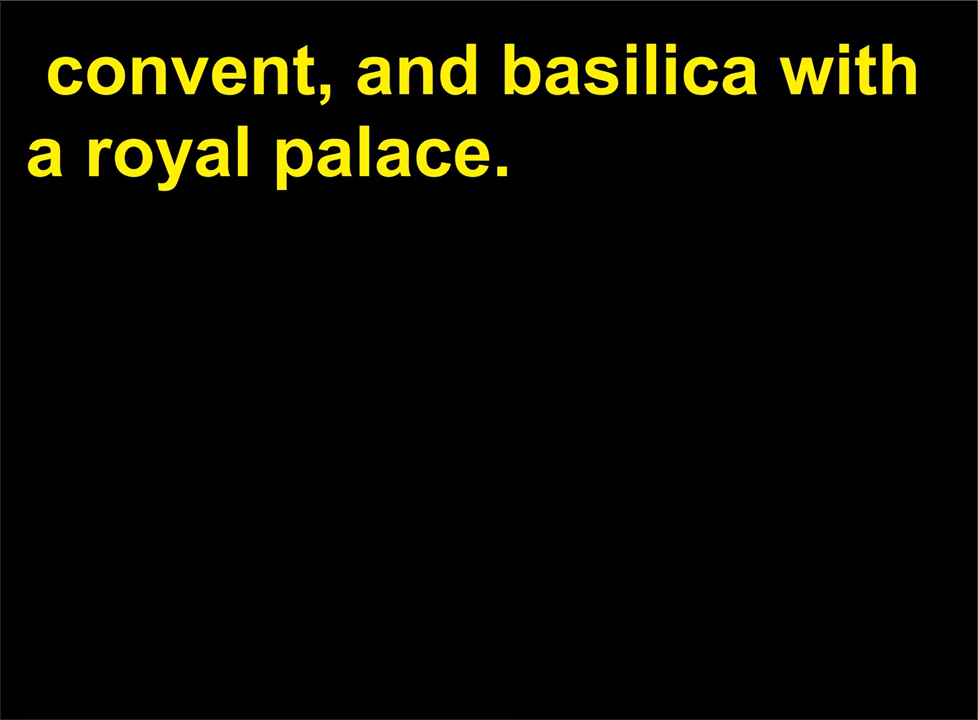 convent, and basilica with
a royal palace.